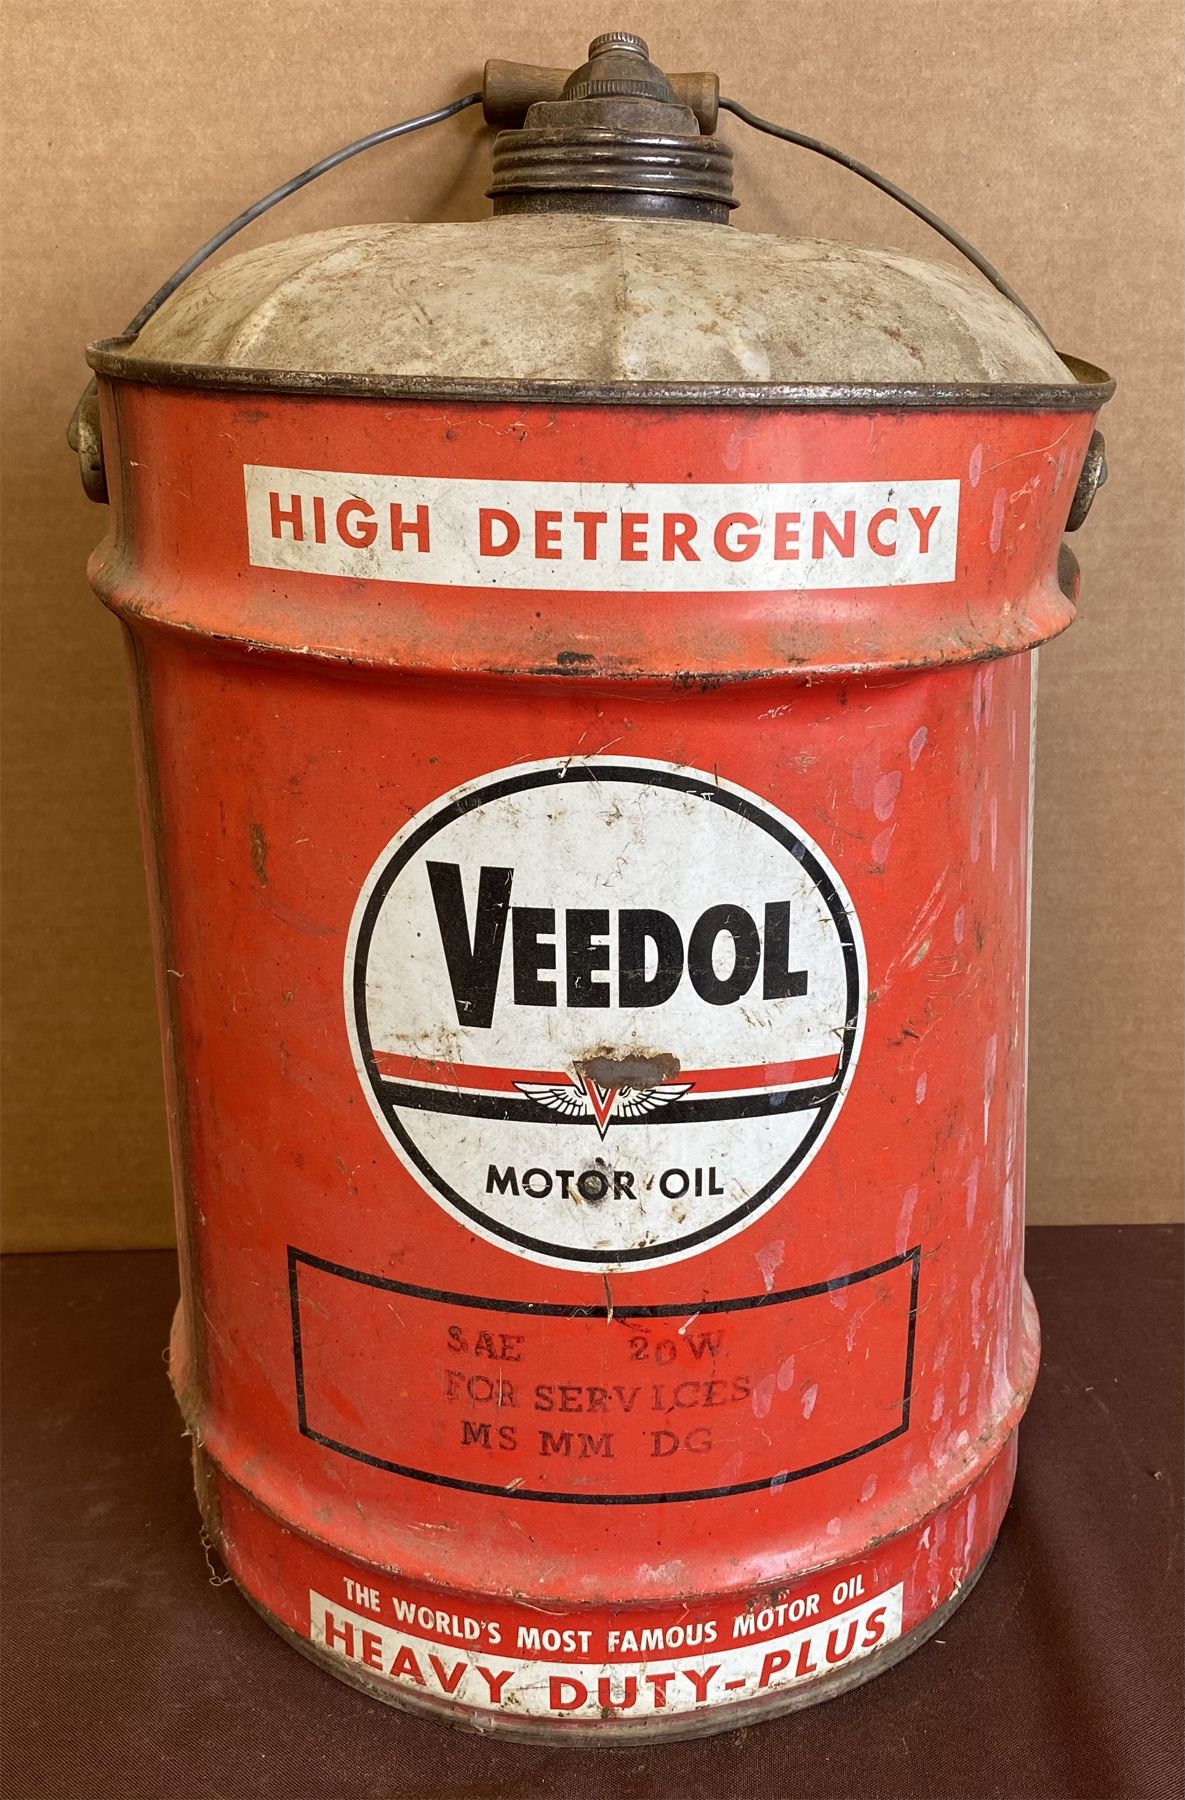 HIGH DETERGENCY
VEEDOL
V
MOTOR OIL
SAE 20W
FOR SERVICES
MS MM DG
THE WORLD'S MOST FAMOUS MOTOR OIL
HEAVY DUTY-PLUS